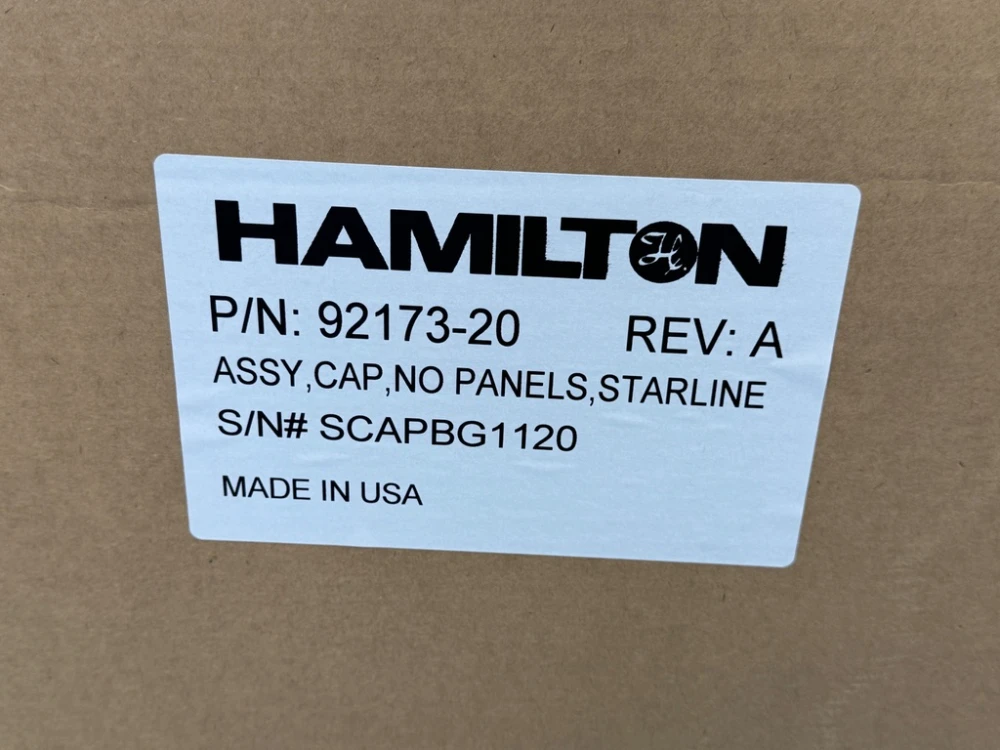 HAMILTON
P/N: 92173-20 REV: A
ASSY,CAP,NO PANELS,STARLINE
S/N# SCAPBG1120
MADE IN USA